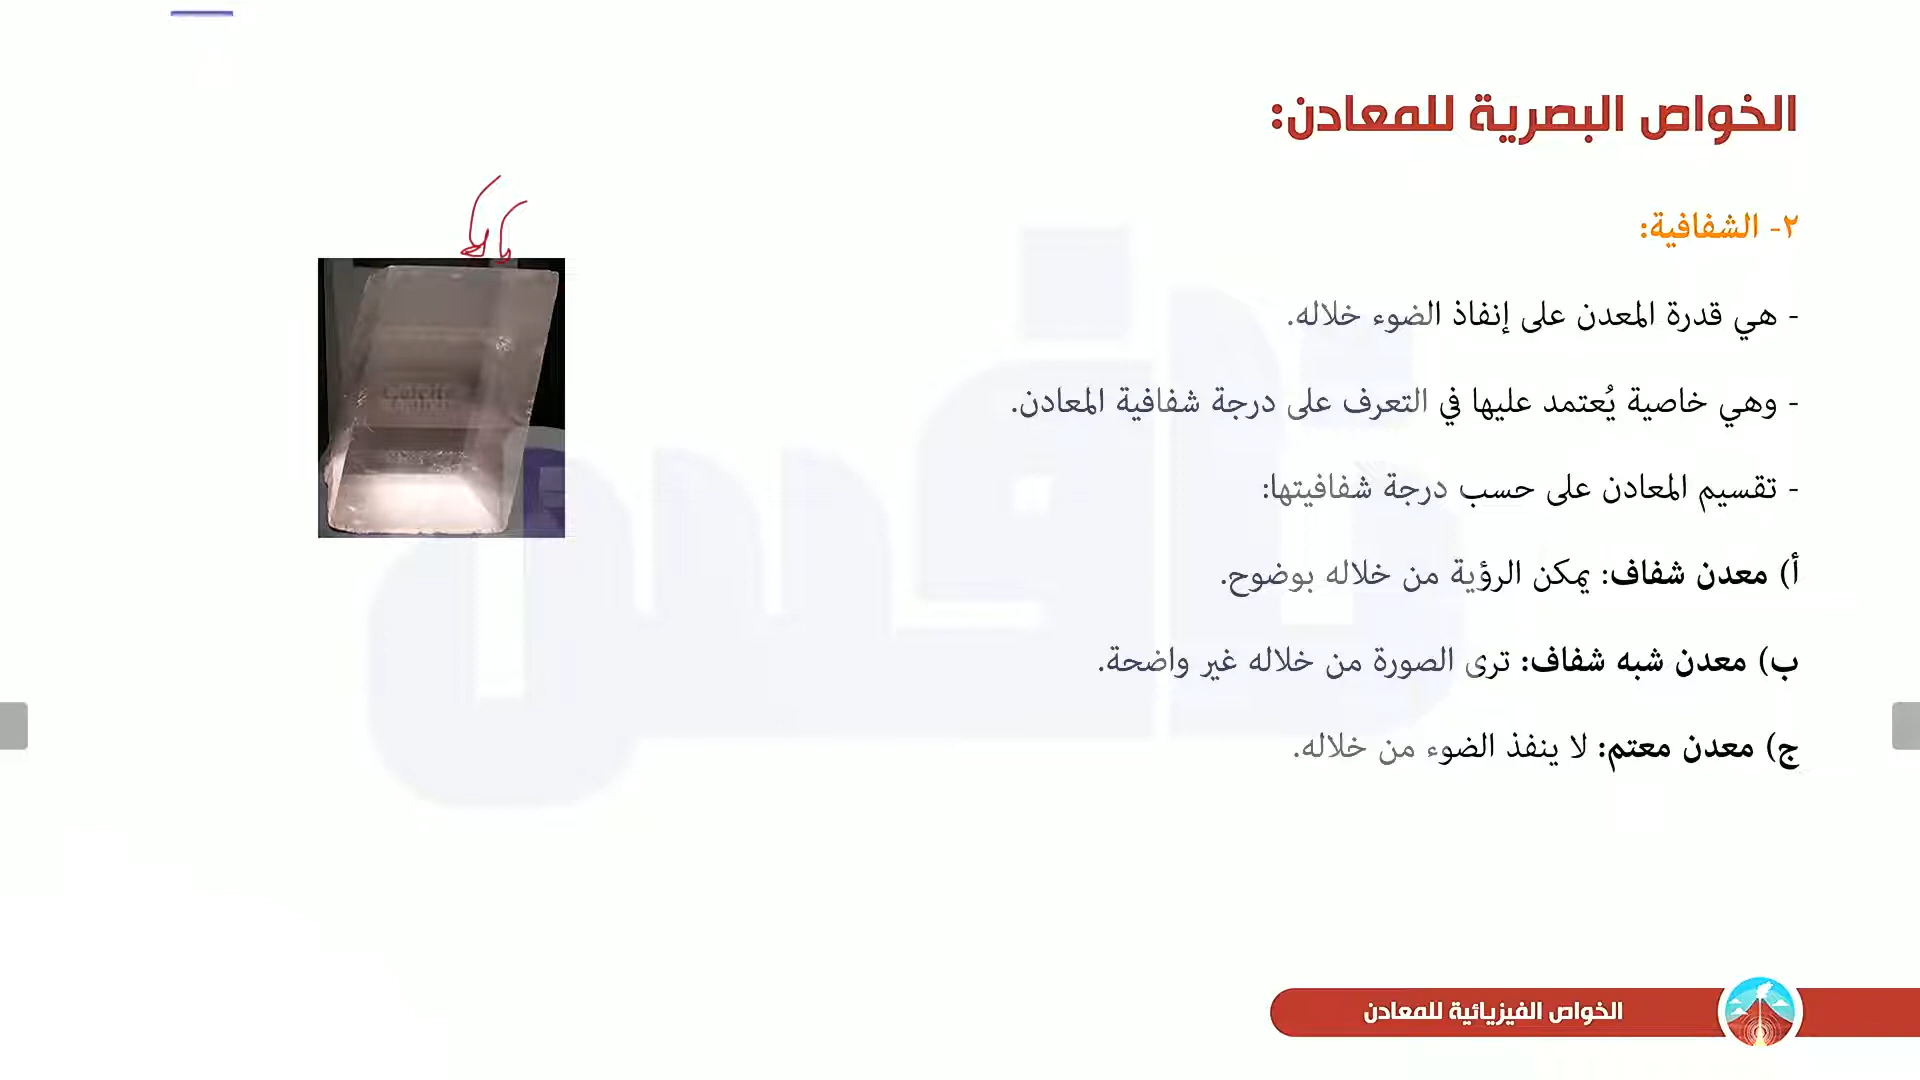 الخواص البصرية للمعادن:
٢- الشفافية:
- هي قدرة المعدن على إنفاذ الضوء خلاله.
- وهي خاصية يُعتمد عليها في التعرف على درجة شفافية المعادن.
- تقسيم المعادن على حسب درجة شفافيتها:
أ) معدن شفاف: يمكن الرؤية من خلاله بوضوح.
ب) معدن شبه شفاف: ترى الصورة من خلاله غير واضحة.
ج) معدن معتم: لا ينفذ الضوء من خلاله.
الخواص الفيزيائية للمعادن